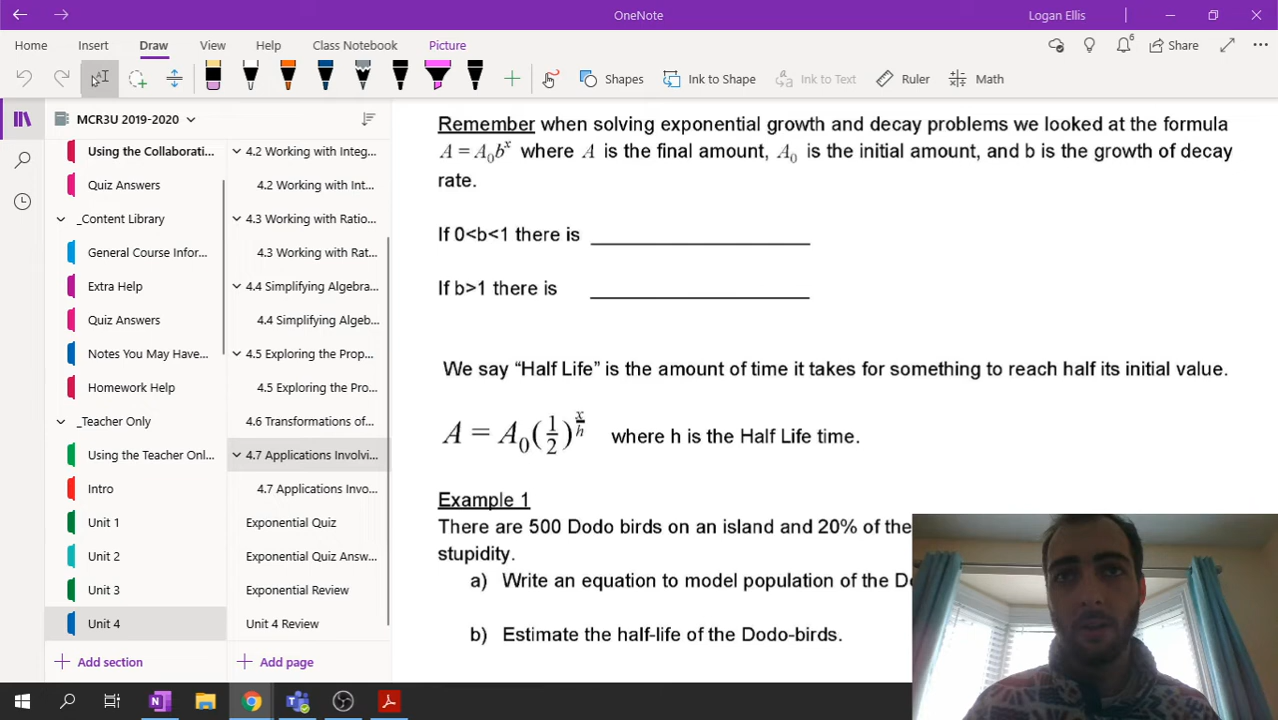 OneNote
Logan Ellis
Home
Insert
Draw
View
Help
Class Notebook
Picture
6
Share
Shapes
Ink to Shape
Ink to Text
Ruler
Math
MCR3U 2019-2020
Using the Collaborati...
Quiz Answers
_Content Library
General Course Infor...
Extra Help
Quiz Answers
Notes You May Have...
Homework Help
_Teacher Only
Using the Teacher Onl...
Intro
Unit 1
Unit 2
Unit 3
Unit 4
Add section
4.2 Working with Integ...
4.2 Working with Int...
4.3 Working with Ratio...
4.3 Working with Rat...
4.4 Simplifying Algebra...
4.4 Simplifying Algeb...
4.5 Exploring the Prop...
4.5 Exploring the Pro...
4.6 Transformations of...
4.7 Applications Involvi...
4.7 Applications Invo...
Exponential Quiz
Exponential Quiz Answ...
Exponential Review
Unit 4 Review
Add page
Remember when solving exponential growth and decay problems we looked at the formula
A = A₀bˣ where A is the final amount, A₀ is the initial amount, and b is the growth of decay
rate.
If 0<b<1 there is
If b>1 there is
We say “Half Life” is the amount of time it takes for something to reach half its initial value.
A = A₀(1/2)^(x/h) where h is the Half Life time.
Example 1
There are 500 Dodo birds on an island and 20% of the
stupidity.
a) Write an equation to model population of the
b) Estimate the half-life of the Dodo-birds.